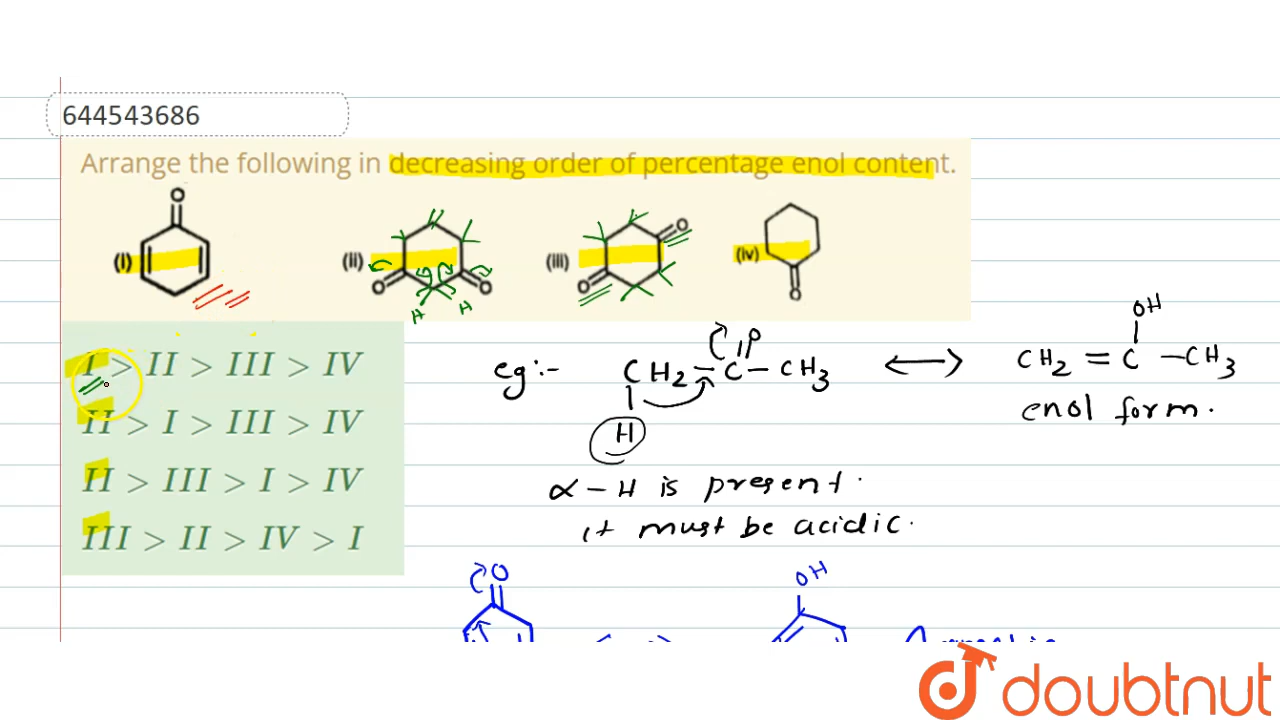 644543686
Arrange the following in decreasing order of percentage enol content.
O
(i)
(ii)
O
O
H
H
(iii)
O
O
(iv)
O
I > II > III > IV
II > I > III > IV
II > III > I > IV
III > II > IV > I
eg:-
CH2 – C – CH3
O
H
OH
CH2 = C – CH3
enol form.
α – H is present.
it must be acidic.
O
OH
doubtnut